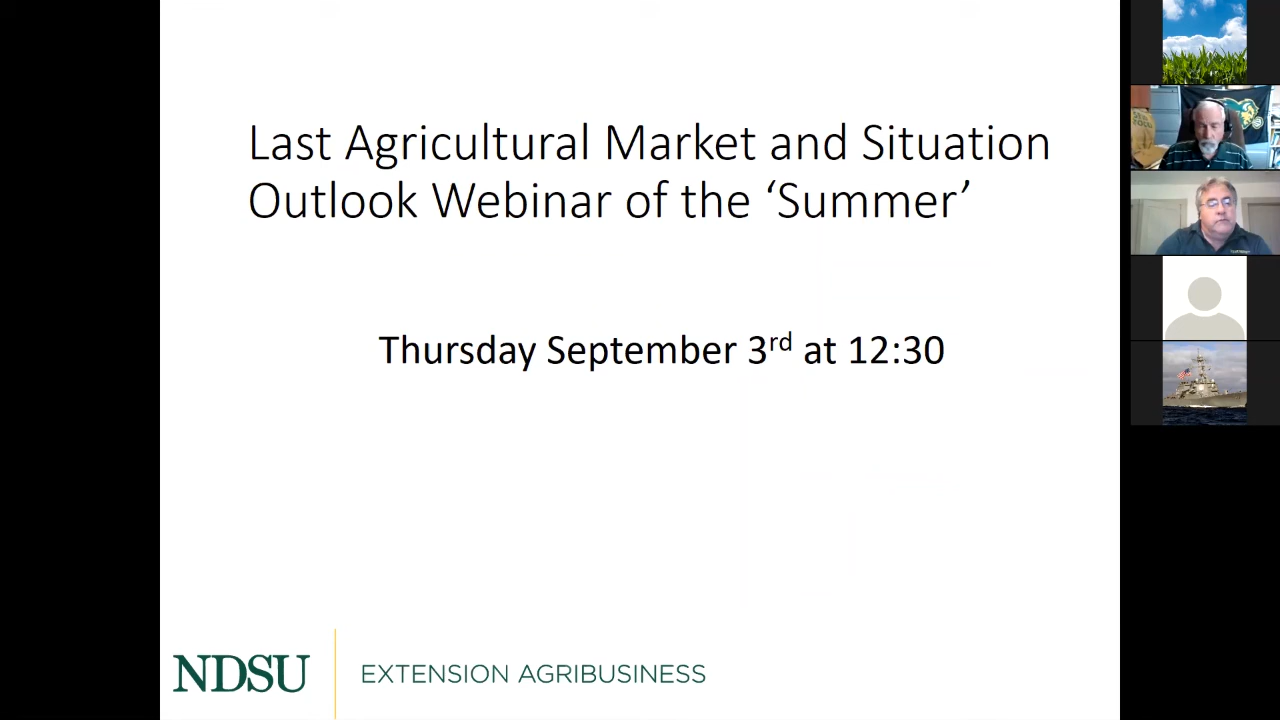 Last Agricultural Market and Situation
Outlook Webinar of the ‘Summer’
Thursday September 3rd at 12:30
NDSU
EXTENSION AGRIBUSINESS